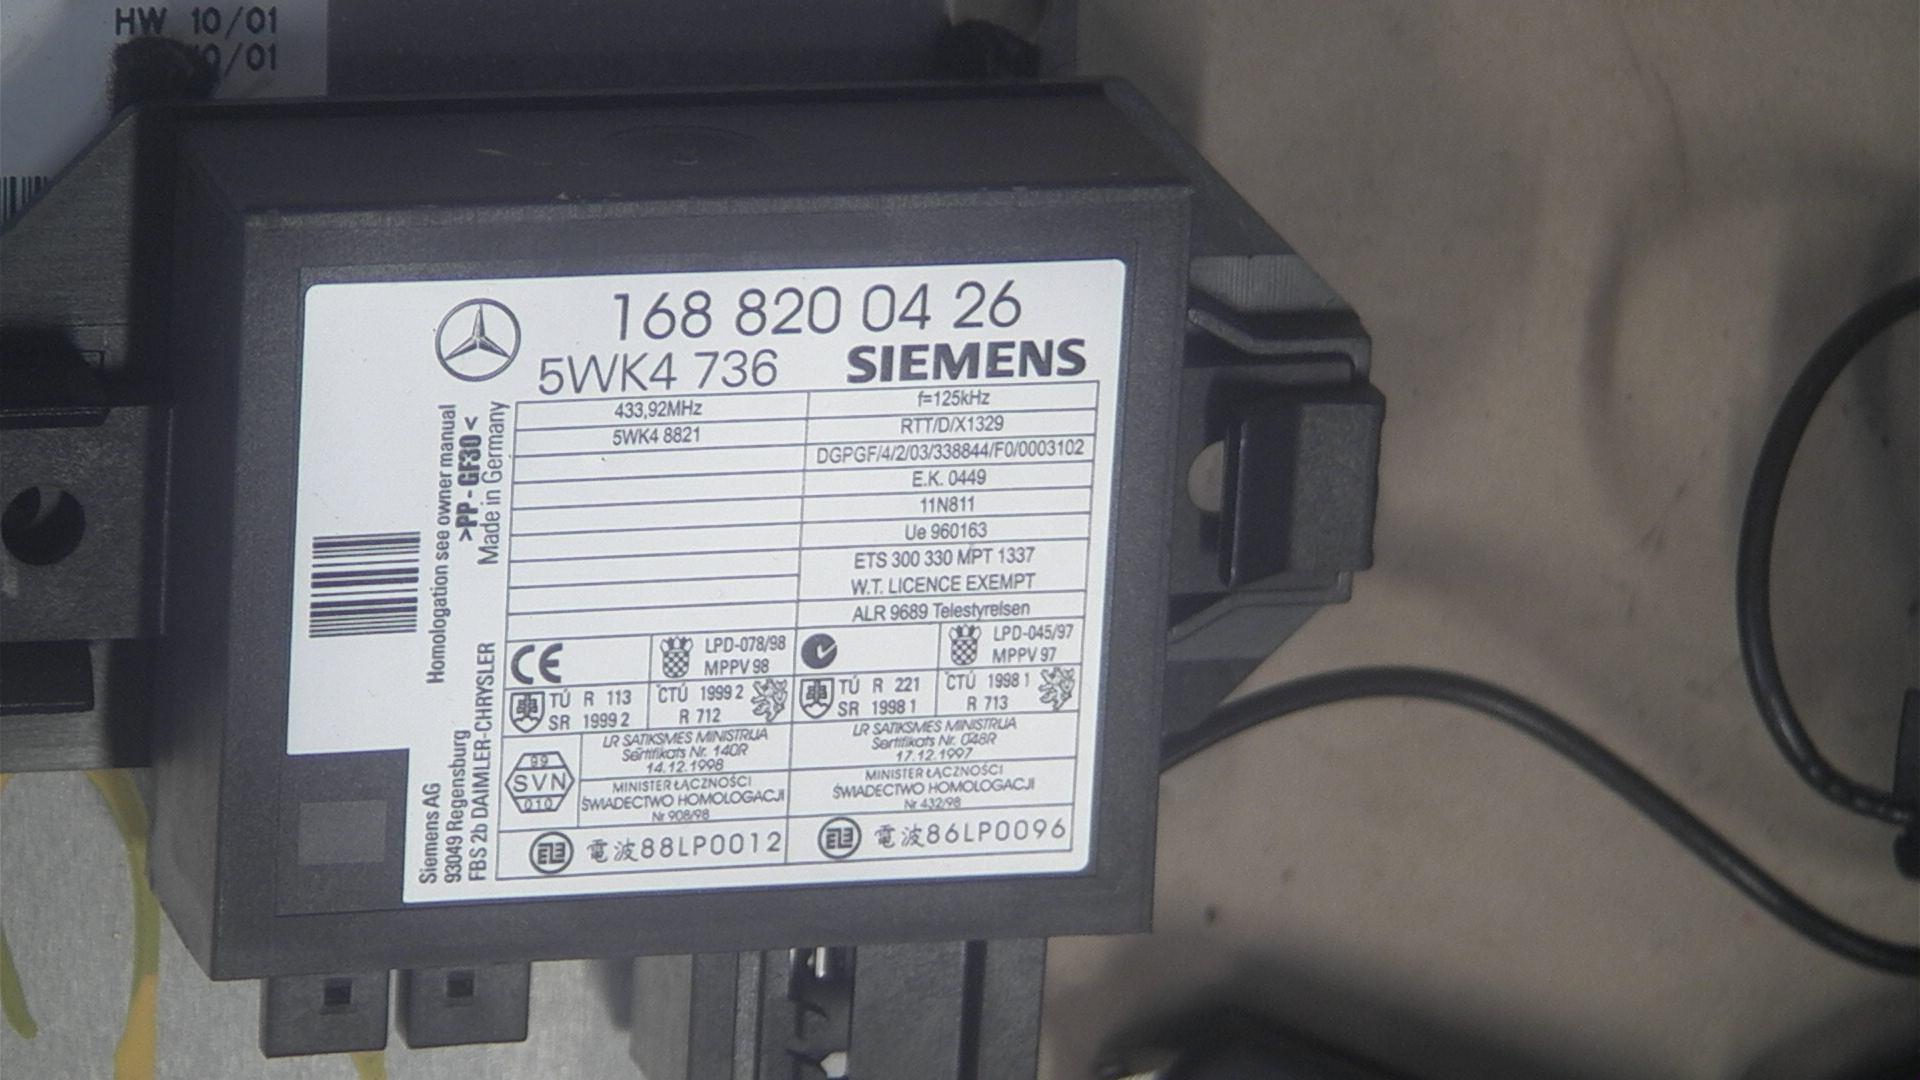 HW 10/01
0/01
168 820 04 26
5WK4 736
SIEMENS
433,92MHz
f=125kHz
5WK4 8821
RTT/D/X1329
DGPGF/4/2/03/338844/F0/0003102
E.K. 0449
11N811
Ue 960163
ETS 300 330 MPT 1337
W.T. LICENCE EXEMPT
ALR 9689 Telestyrelsen
CE
LPD-078/98
MPPV 98
LPD-045/97
MPPV 97
TÚ R 113
SR 1999 2
ČTÚ 1999 2
R 712
TÚ R 221
SR 1998 1
ČTÚ 1998 1
R 713
99
SVN
010
LR SATIKSMES MINISTRIJA
Sertifikats Nr. 140R
14.12.1998
LR SATIKSMES MINISTRIJA
Sertifikats Nr. 048R
17.12.1997
MINISTER ŁĄCZNOŚCI
ŚWIADECTWO HOMOLOGACJI
Nr 908/98
MINISTER ŁĄCZNOŚCI
ŚWIADECTWO HOMOLOGACJI
Nr 432/98
電波88LP0012
電波86LP0096
Homologation see owner manual
>PP-GF30<
Made in Germany
Siemens AG
93049 Regensburg
FBS 2b DAIMLER-CHRYSLER